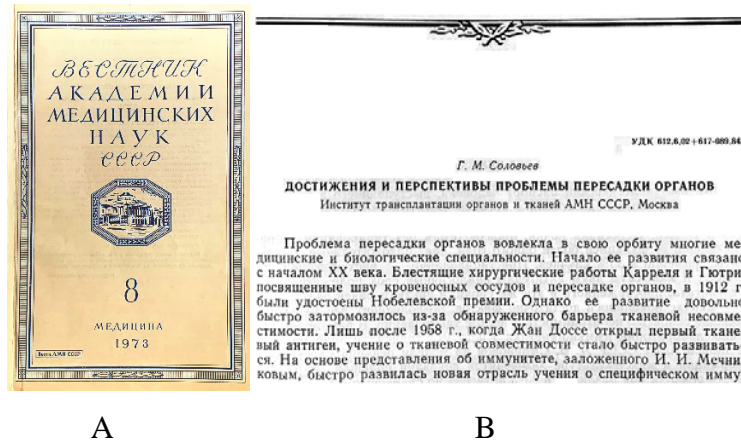 ВЕСТНИК
АКАДЕМИИ
МЕДИЦИНСКИХ
НАУК
СССР
8
МЕДИЦИНА
1973
А
УДК 612.6.02+617-089.84
Г. М. Соловьев
ДОСТИЖЕНИЯ И ПЕРСПЕКТИВЫ ПРОБЛЕМЫ ПЕРЕСАДКИ ОРГАНОВ
Институт трансплантации органов и тканей АМН СССР, Москва
Проблема пересадки органов вовлекла в свою орбиту многие ме-
дицинские и биологические специальности. Начало ее развития связано
с началом XX века. Блестящие хирургические работы Карреля и Гютри,
посвященные шву кровеносных сосудов и пересадке органов, в 1912 г
были удостоены Нобелевской премии. Однако ее развитие довольно
быстро затормозилось из-за обнаруженного барьера тканевой несовме
стимости. Лишь после 1958 г., когда Жан Доссе открыл первый ткане
вый антиген, учение о тканевой совместимости стало быстро развивать
ся. На основе представления об иммунитете, заложенного И. И. Мечни
ковым, быстро развилась новая отрасль учения о специфическом имму
В